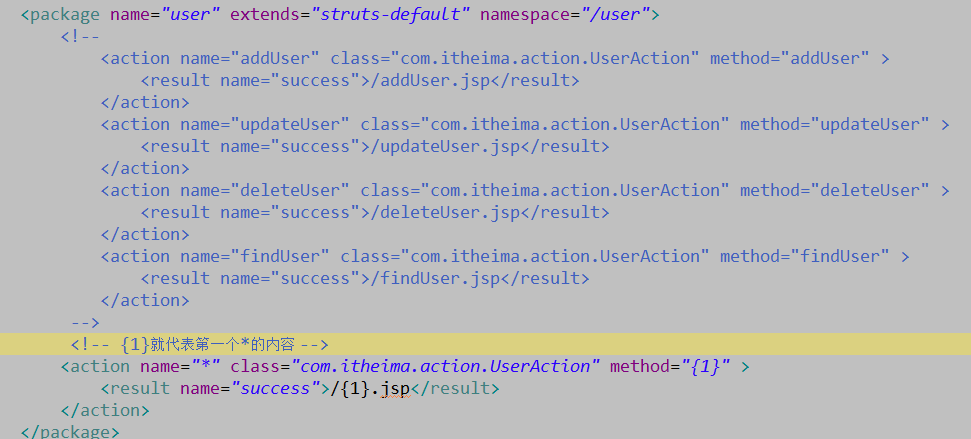 <package name="user" extends="struts-default" namespace="/user">
<!--
<action name="addUser" class="com.itheima.action.UserAction" method="addUser" >
<result name="success">/addUser.jsp</result>
</action>
<action name="updateUser" class="com.itheima.action.UserAction" method="updateUser" >
<result name="success">/updateUser.jsp</result>
</action>
<action name="deleteUser" class="com.itheima.action.UserAction" method="deleteUser" >
<result name="success">/deleteUser.jsp</result>
</action>
<action name="findUser" class="com.itheima.action.UserAction" method="findUser" >
<result name="success">/findUser.jsp</result>
</action>
-->
<!-- {1}就代表第一个*的内容 -->
<action name="*" class="com.itheima.action.UserAction" method="{1}" >
<result name="success">/{1}.jsp</result>
</action>
</package>